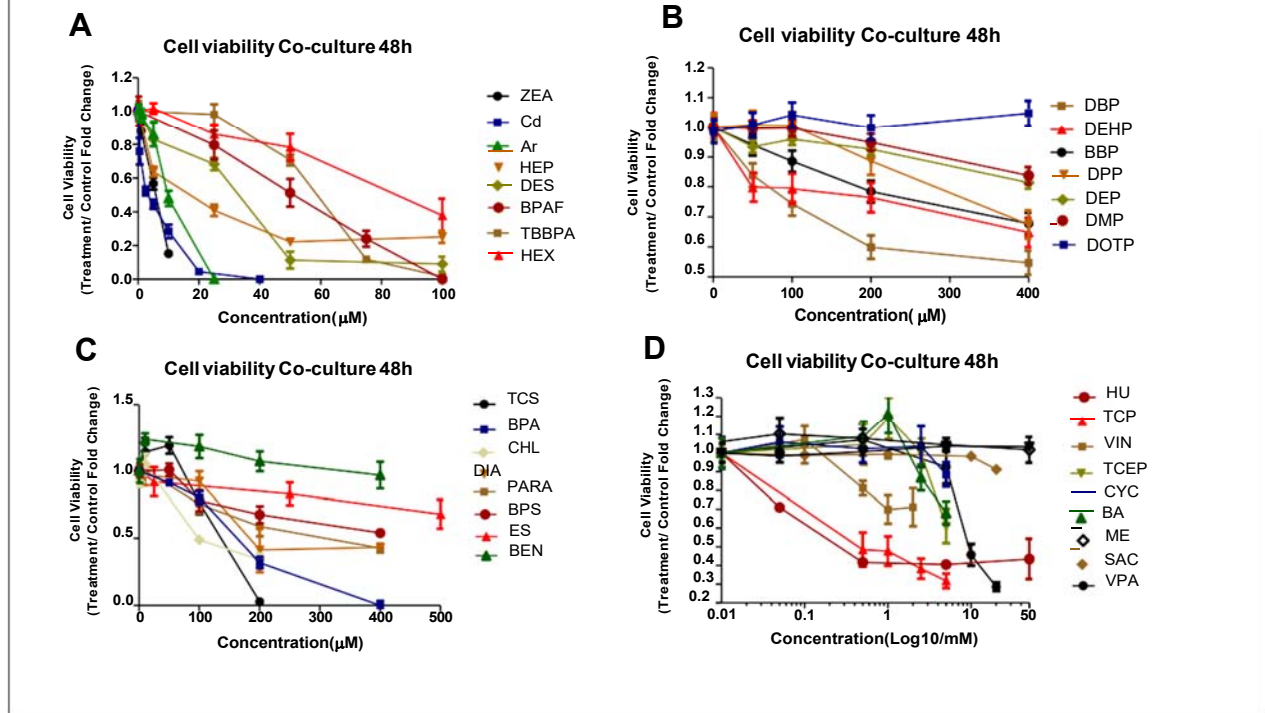 A
Cell viability Co-culture 48h
Cell Viability
(Treatment/ Control Fold Change)
1.2
1.0
0.8
0.6
0.4
0.2
0.0
0 20 40 60 80 100
Concentration(µM)
ZEA
Cd
Ar
HEP
DES
BPAF
TBBPA
HEX
B
Cell viability Co-culture 48h
Cell Viability
(Treatment/ Control Fold Change)
1.2
1.1
1.0
0.9
0.8
0.7
0.6
0.5
0 100 200 300 400
Concentration( µM)
DBP
DEHP
BBP
DPP
DEP
DMP
DOTP
C
Cell viability Co-culture 48h
Cell Viability
(Treatment/ Control Fold Change)
1.5
1.0
0.5
0.0
0 100 200 300 400 500
Concentration(µM)
TCS
BPA
CHL
DIA
PARA
BPS
ES
BEN
D
Cell viability Co-culture 48h
Cell Viability
(Treatment/ Control Fold Change)
1.3
1.2
1.1
1.0
0.9
0.8
0.7
0.6
0.5
0.4
0.3
0.2
0.01 0.1 1 10 50
Concentration(Log10/mM)
HU
TCP
VIN
TCEP
CYC
BA
ME
SAC
VPA